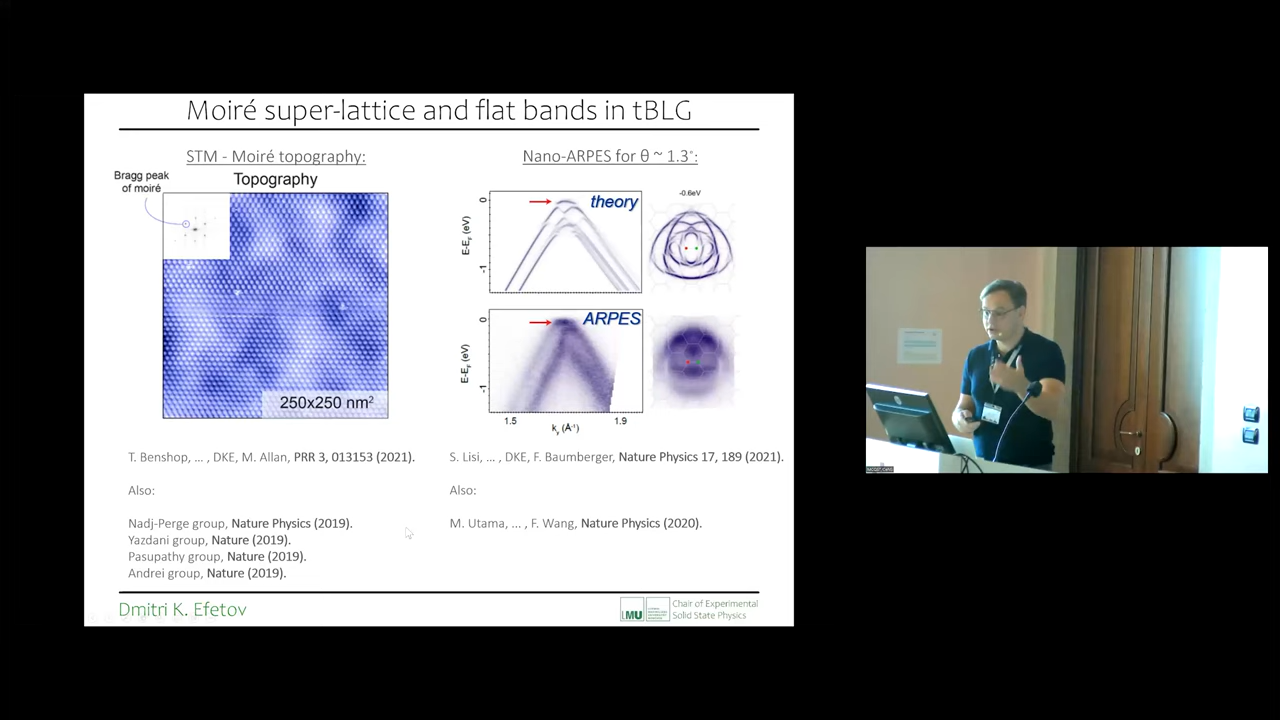 Moiré super-lattice and flat bands in tBLG
STM - Moiré topography:
Bragg peak
of moiré
Topography
250x250 nm²
Nano-ARPES for θ ~ 1.3°:
theory
-0.6eV
E-E_F (eV)
0
-1
ARPES
E-E_F (eV)
0
-1
1.5
1.9
k_y (Å⁻¹)
T. Benshop, ... , DKE, M. Allan, PRR 3, 013153 (2021).
Also:
Nadj-Perge group, Nature Physics (2019).
Yazdani group, Nature (2019).
Pasupathy group, Nature (2019).
Andrei group, Nature (2019).
S. Lisi, ... , DKE, F. Baumberger, Nature Physics 17, 189 (2021).
Also:
M. Utama, ... , F. Wang, Nature Physics (2020).
Dmitri K. Efetov
LMU
Chair of Experimental
Solid State Physics